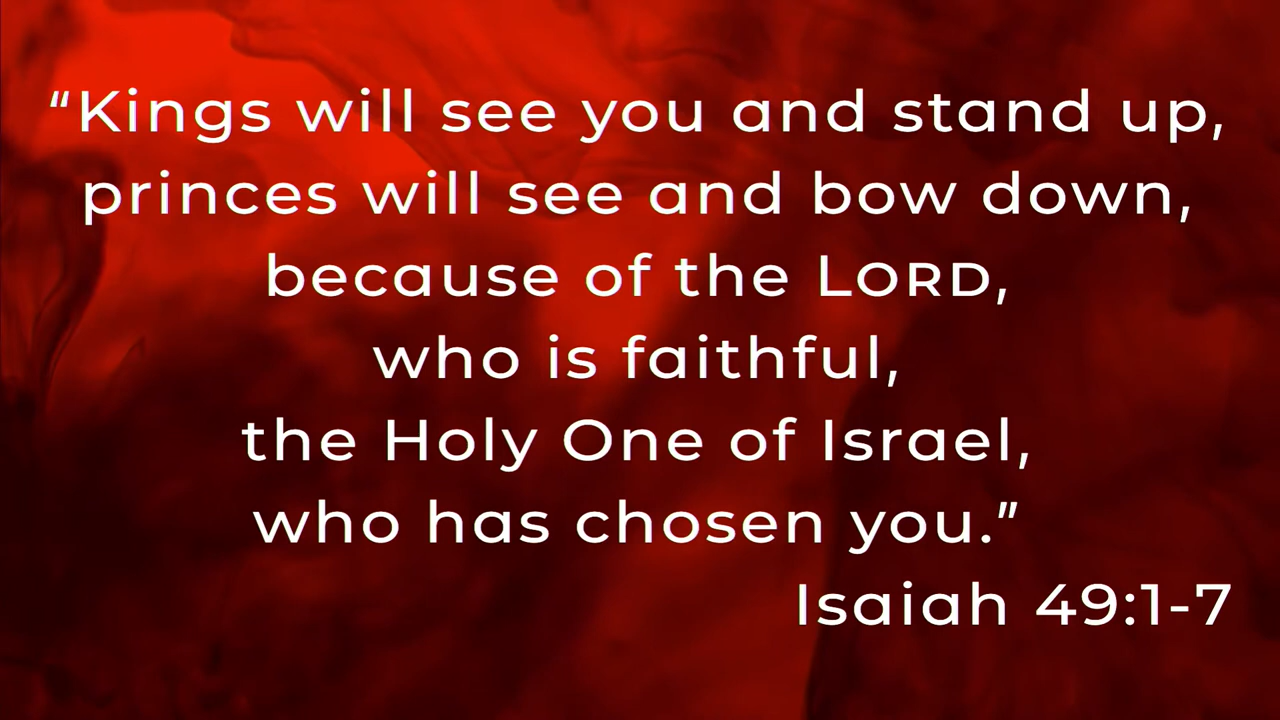 “Kings will see you and stand up,
princes will see and bow down,
because of the LORD,
who is faithful,
the Holy One of Israel,
who has chosen you.”
Isaiah 49:1-7